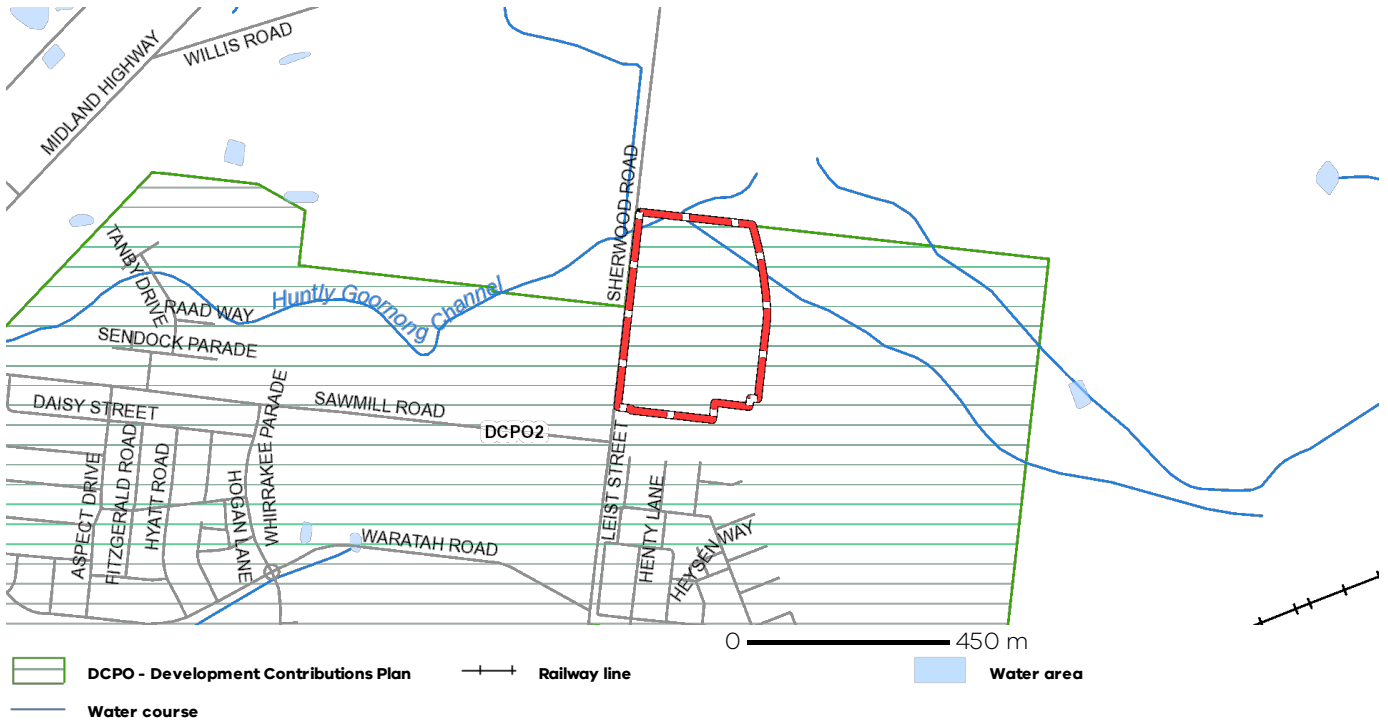 WILLIS ROAD
MIDLAND HIGHWAY
SHERWOOD ROAD
TANBY DRIVE
Huntly Goornong Channel
RAAD WAY
SENDOCK PARADE
DAISY STREET
SAWMILL ROAD
DCPO2
WHIRRAKEE PARADE
ASPECT DRIVE
FITZGERALD ROAD
HYATT ROAD
HOGAN LANE
LEIST STREET
HENTY LANE
HEYSEN WAY
WARATAH ROAD
0 450 m
DCPO - Development Contributions Plan
Railway line
Water area
Water course